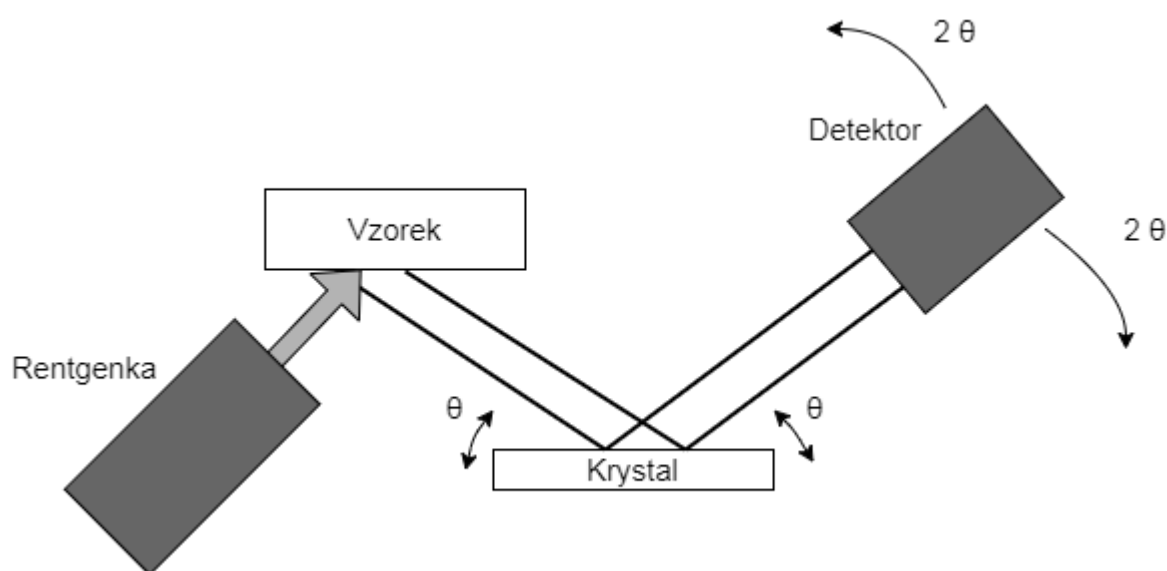 2 θ
Detektor
Vzorek
2 θ
Rentgenka
θ
θ
Krystal